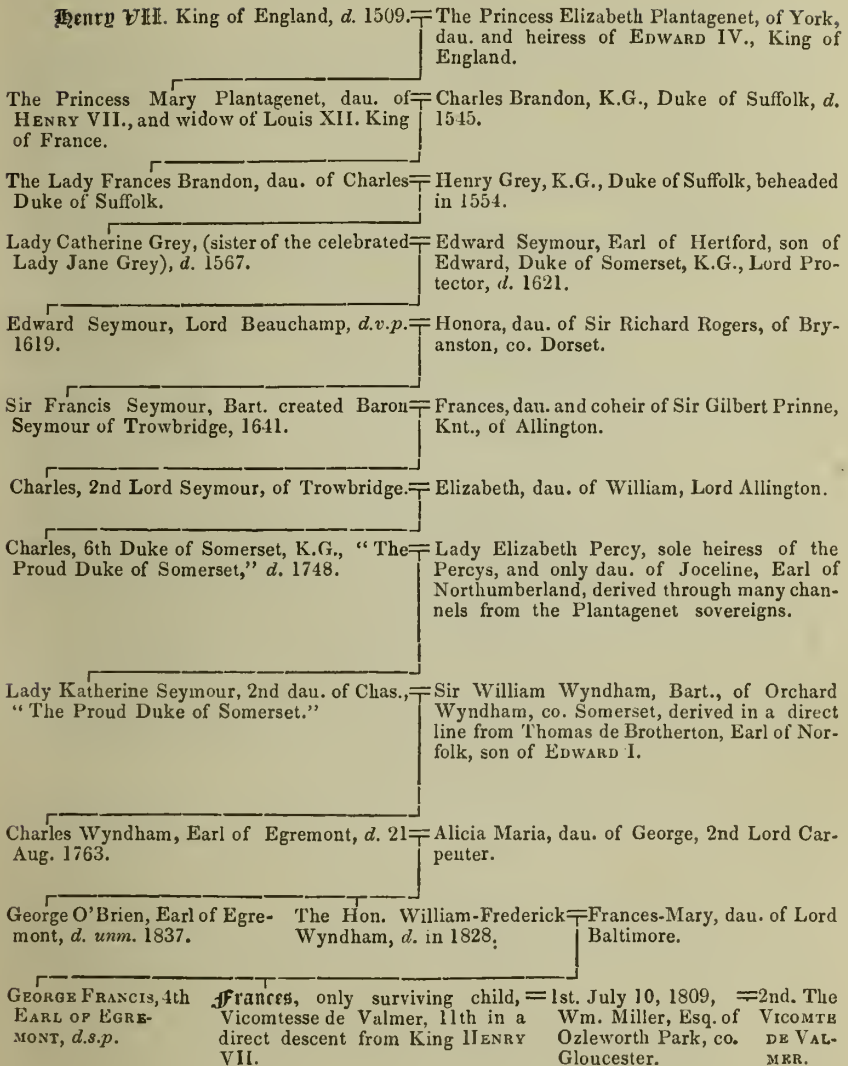 Henry VII. King of England, d. 1509.
The Princess Elizabeth Plantagenet, of York,
dau. and heiress of EDWARD IV., King of
England.
The Princess Mary Plantagenet, dau. of
HENRY VII., and widow of Louis XII. King
of France.
Charles Brandon, K.G., Duke of Suffolk, d.
1545.
The Lady Frances Brandon, dau. of Charles
Duke of Suffolk.
Henry Grey, K.G., Duke of Suffolk, beheaded
in 1554.
Lady Catherine Grey, (sister of the celebrated
Lady Jane Grey), d. 1567.
Edward Seymour, Earl of Hertford, son of
Edward, Duke of Somerset, K.G., Lord Pro-
tector, d. 1621.
Edward Seymour, Lord Beauchamp, d.v.p.
1619.
Honora, dau. of Sir Richard Rogers, of Bry-
anston, co. Dorset.
Sir Francis Seymour, Bart. created Baron
Seymour of Trowbridge, 1641.
Frances, dau. and coheir of Sir Gilbert Prinne,
Knt., of Allington.
Charles, 2nd Lord Seymour, of Trowbridge.
Elizabeth, dau. of William, Lord Allington.
Charles, 6th Duke of Somerset, K.G., "The
Proud Duke of Somerset," d. 1748.
Lady Elizabeth Percy, sole heiress of the
Percys, and only dau. of Joceline, Earl of
Northumberland, derived through many chan-
nels from the Plantagenet sovereigns.
Lady Katherine Seymour, 2nd dau. of Chas.,
"The Proud Duke of Somerset."
Sir William Wyndham, Bart., of Orchard
Wyndham, co. Somerset, derived in a direct
line from Thomas de Brotherton, Earl of Nor-
folk, son of EDWARD I.
Charles Wyndham, Earl of Egremont, d. 21
Aug. 1763.
Alicia Maria, dau. of George, 2nd Lord Car-
penter.
George O'Brien, Earl of Egre-
mont, d. unm. 1837.
The Hon. William-Frederick
Wyndham, d. in 1828.
Frances-Mary, dau. of Lord
Baltimore.
GEORGE FRANCIS, 4th
EARL OF EGRE-
MONT, d.s.p.
Frances, only surviving child,
Vicomtesse de Valmer, 11th in a
direct descent from King HENRY
VII.
1st. July 10, 1809,
Wm. Miller, Esq. of
Ozleworth Park, co.
Gloucester.
2nd. The
VICOMTE
DE VAL-
MER.